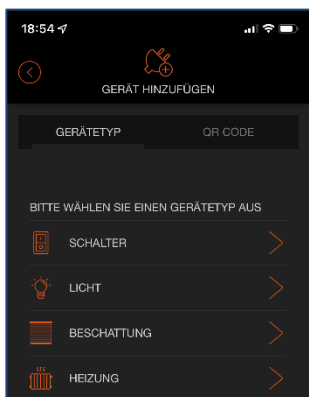 18:54
GERÄT HINZUFÜGEN
GERÄTETYP QR CODE
BITTE WÄHLEN SIE EINEN GERÄTETYP AUS
SCHALTER
LICHT
BESCHATTUNG
HEIZUNG